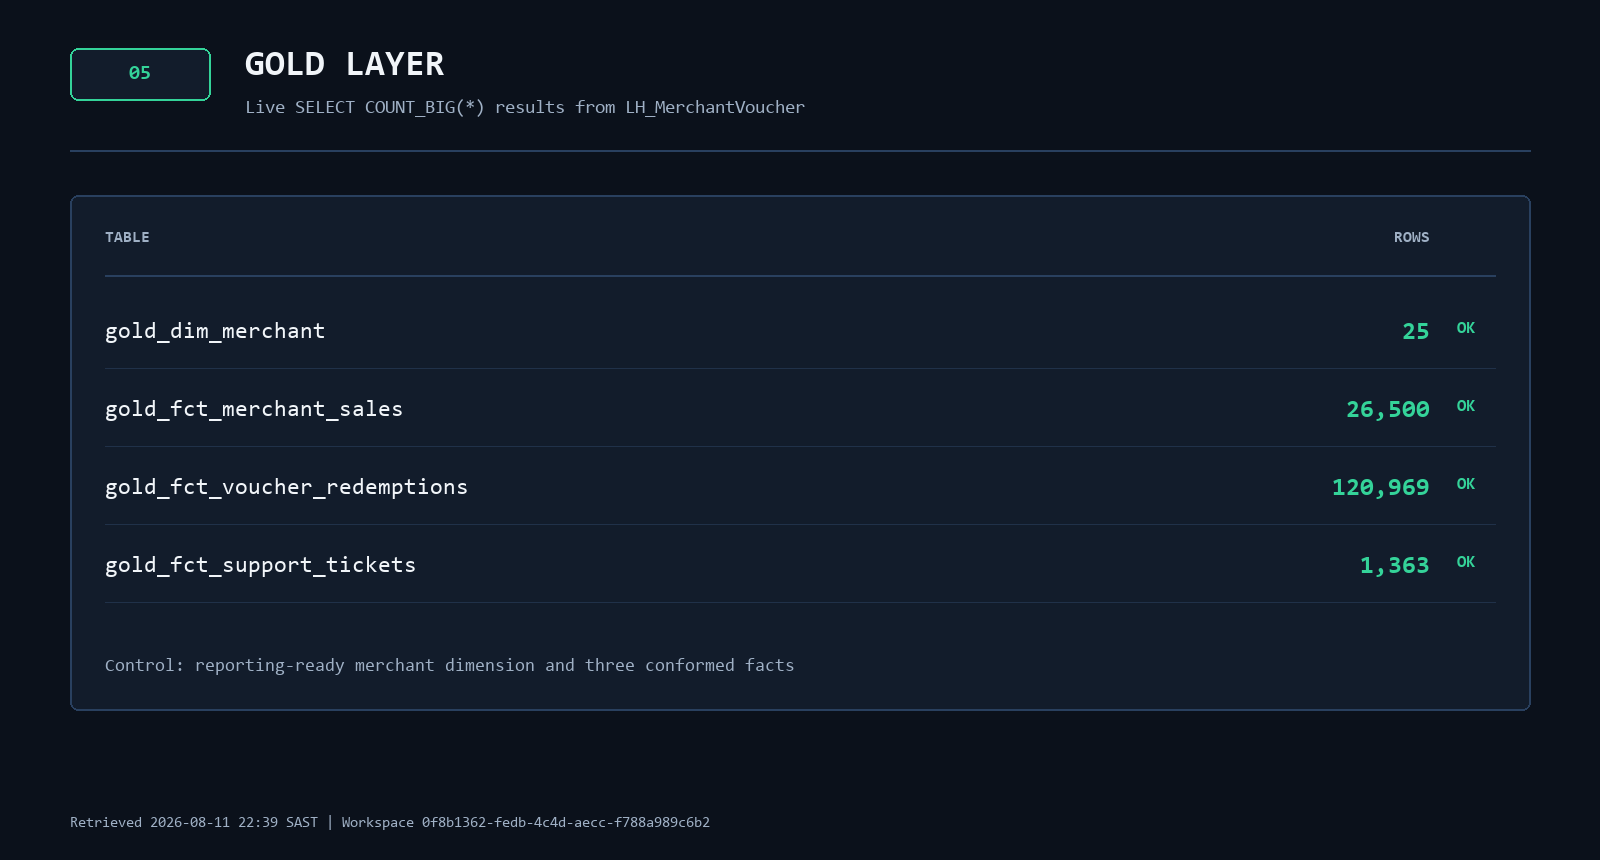 05
GOLD LAYER
Live SELECT COUNT_BIG(*) results from LH_MerchantVoucher
TABLE ROWS
gold_dim_merchant 25 OK
gold_fct_merchant_sales 26,500 OK
gold_fct_voucher_redemptions 120,969 OK
gold_fct_support_tickets 1,363 OK
Control: reporting-ready merchant dimension and three conformed facts
Retrieved 2026-08-11 22:39 SAST | Workspace 0f8b1362-fedb-4c4d-aecc-f788a989c6b2